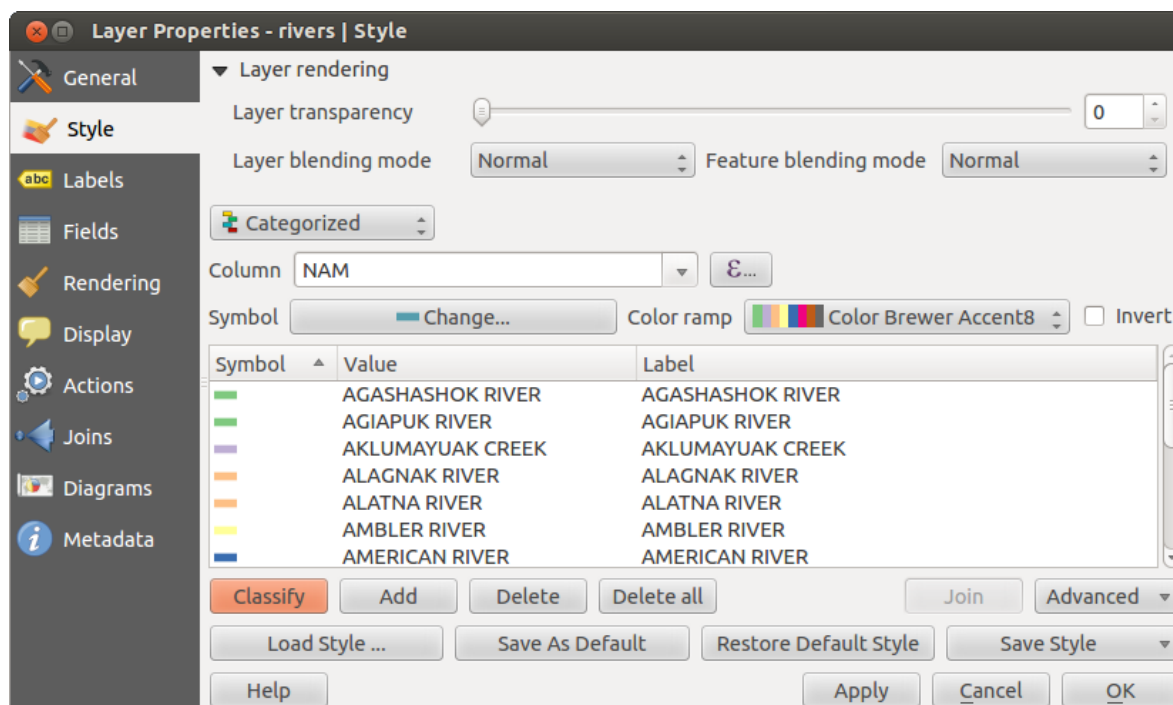 Layer Properties - rivers | Style
General
Style
abc Labels
Fields
Rendering
Display
Actions
Joins
Diagrams
i Metadata
Layer rendering
Layer transparency 0
Layer blending mode Normal Feature blending mode Normal
Categorized
Column NAM ε...
Symbol Change... Color ramp Color Brewer Accent8 Invert
Symbol Value Label
AGASHASHOK RIVER AGASHASHOK RIVER
AGIAPUK RIVER AGIAPUK RIVER
AKLUMAYUAK CREEK AKLUMAYUAK CREEK
ALAGNAK RIVER ALAGNAK RIVER
ALATNA RIVER ALATNA RIVER
AMBLER RIVER AMBLER RIVER
AMERICAN RIVER AMERICAN RIVER
Classify Add Delete Delete all Join Advanced
Load Style ... Save As Default Restore Default Style Save Style
Help Apply Cancel OK